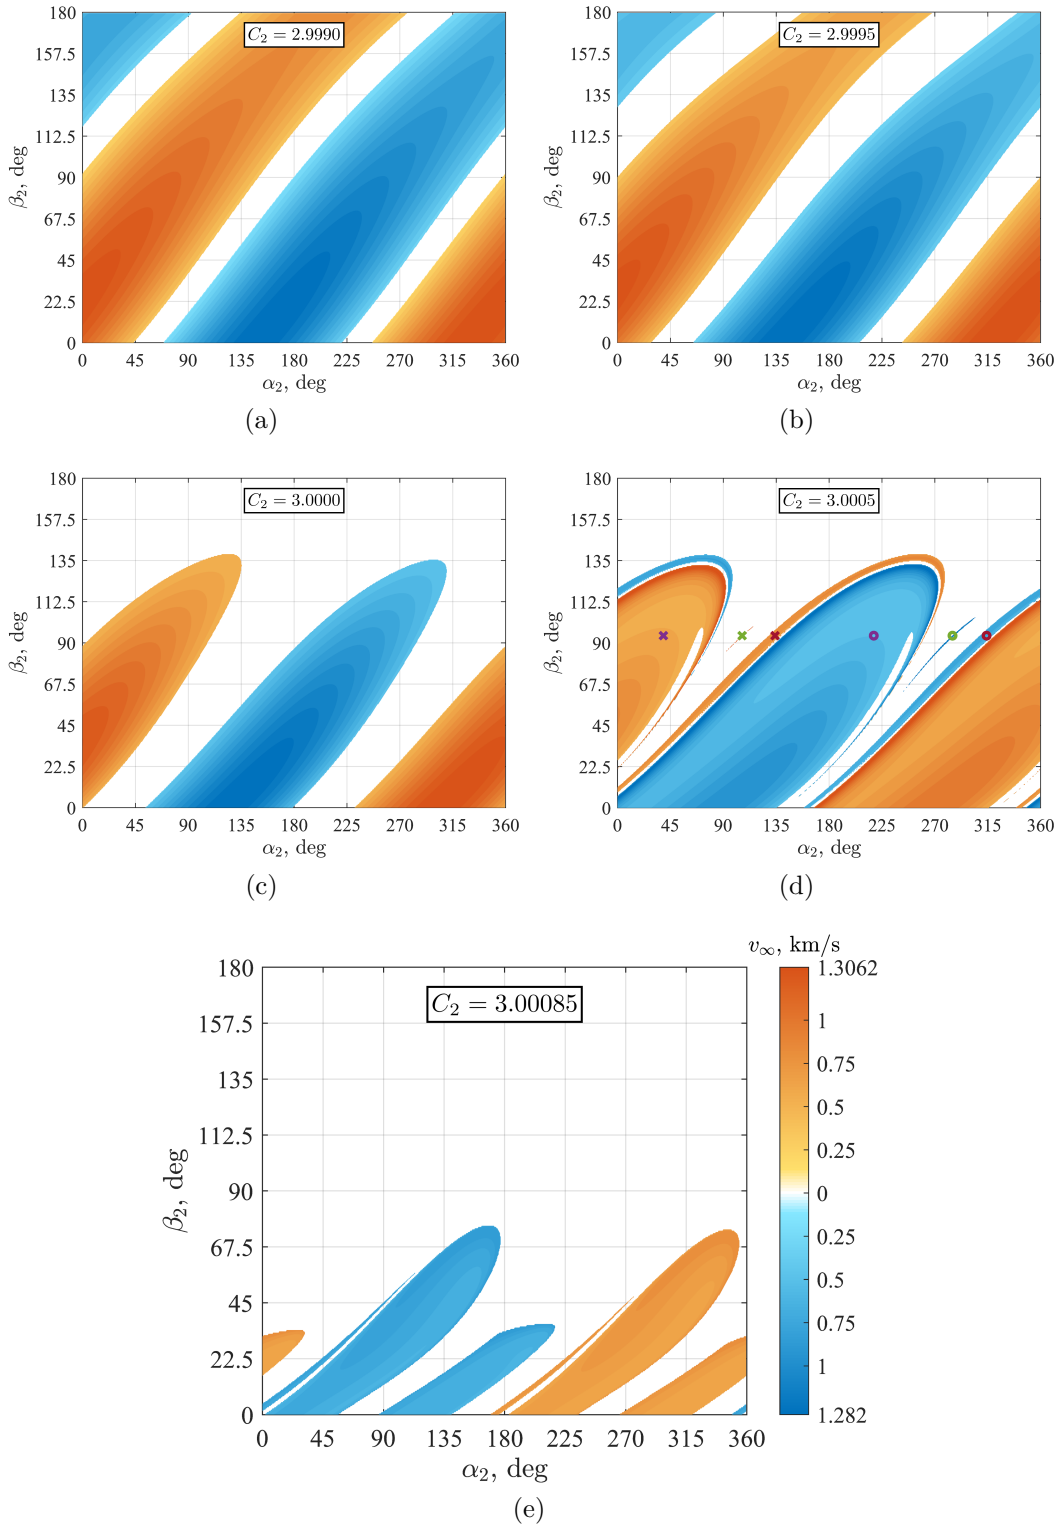 180
157.5
135
112.5
90
67.5
45
22.5
0
β₂, deg
C₂ = 2.9990
0 45 90 135 180 225 270 315 360
α₂, deg
(a)
180
157.5
135
112.5
90
67.5
45
22.5
0
β₂, deg
C₂ = 2.9995
0 45 90 135 180 225 270 315 360
α₂, deg
(b)
180
157.5
135
112.5
90
67.5
45
22.5
0
β₂, deg
C₂ = 3.0000
0 45 90 135 180 225 270 315 360
α₂, deg
(c)
180
157.5
135
112.5
90
67.5
45
22.5
0
β₂, deg
C₂ = 3.0005
0 45 90 135 180 225 270 315 360
α₂, deg
(d)
180
157.5
135
112.5
90
67.5
45
22.5
0
β₂, deg
C₂ = 3.00085
0 45 90 135 180 225 270 315 360
α₂, deg
v∞, km/s
1.3062
1
0.75
0.5
0.25
0
0.25
0.5
0.75
1
1.282
(e)